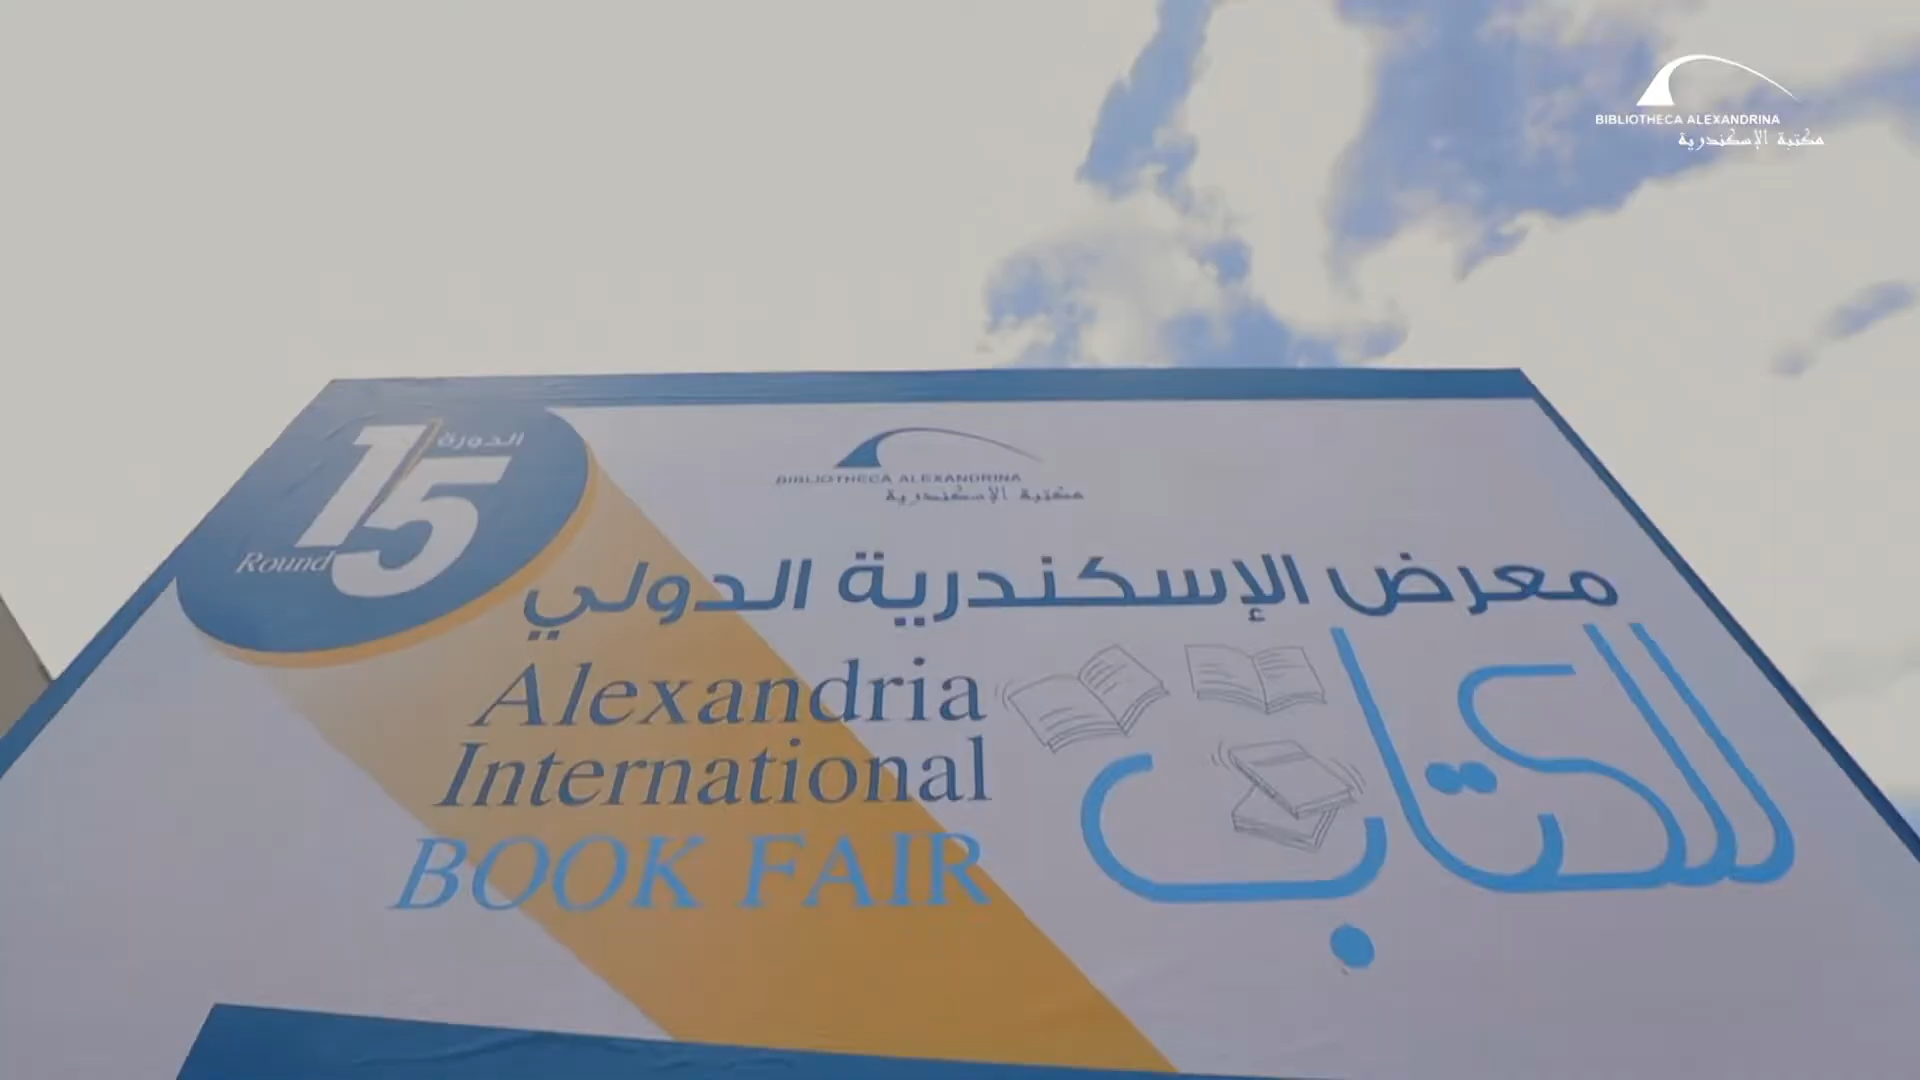 BIBLIOTHECA ALEXANDRINA
مكتبة الإسكندرية
الدورة
15
Round
BIBLIOTHECA ALEXANDRINA
مكتبة الإسكندرية
معرض الإسكندرية الدولي
للكتاب
Alexandria
International
BOOK FAIR